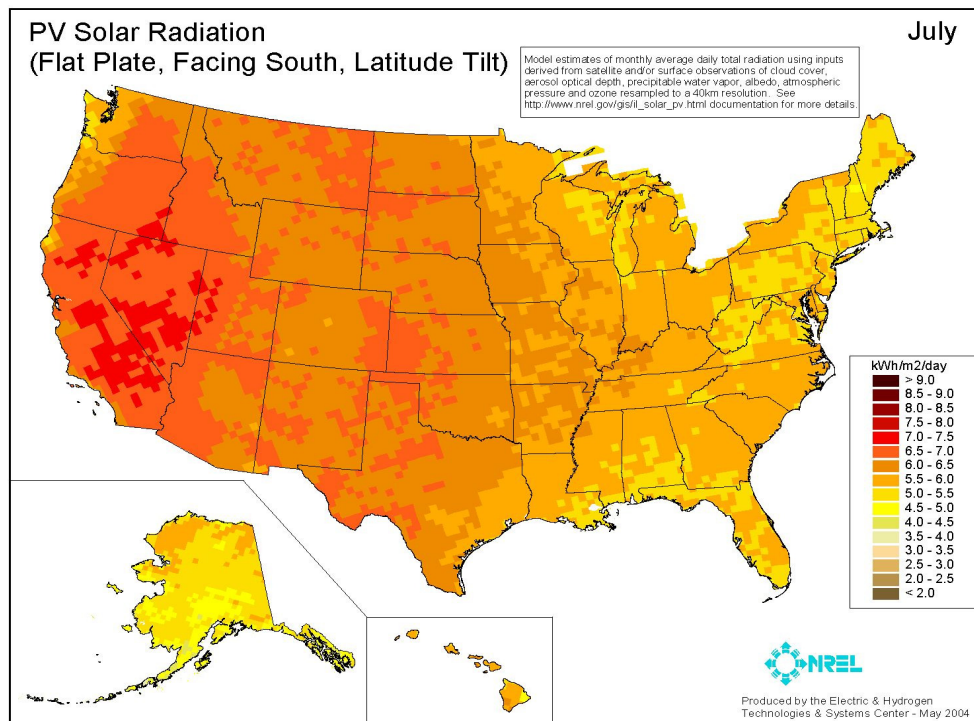 PV Solar Radiation
(Flat Plate, Facing South, Latitude Tilt)
July
Model estimates of monthly average daily total radiation using inputs
derived from satellite and/or surface observations of cloud cover,
aerosol optical depth, precipitable water vapor, albedo, atmospheric
pressure and ozone resampled to a 40km resolution. See
http://www.nrel.gov/gis/il_solar_pv.html documentation for more details.
kWh/m2/day
> 9.0
8.5 - 9.0
8.0 - 8.5
7.5 - 8.0
7.0 - 7.5
6.5 - 7.0
6.0 - 6.5
5.5 - 6.0
5.0 - 5.5
4.5 - 5.0
4.0 - 4.5
3.5 - 4.0
3.0 - 3.5
2.5 - 3.0
2.0 - 2.5
< 2.0
NREL
Produced by the Electric & Hydrogen
Technologies & Systems Center - May 2004